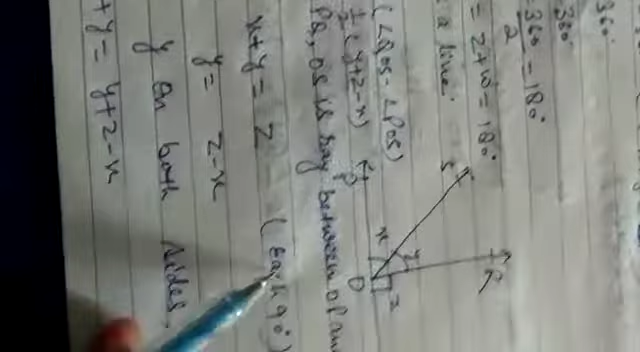 360°
360°
= 360/2 = 180°
= z+w = 180°
a line.
(∠QOS - ∠POS)
1/2 (y+z-x)
S
R
x
y
z
O
PQ, OS is ray between OP an
x+y = z (Each 90°)
y = z-x
y on both sides.
+y = y+z-x